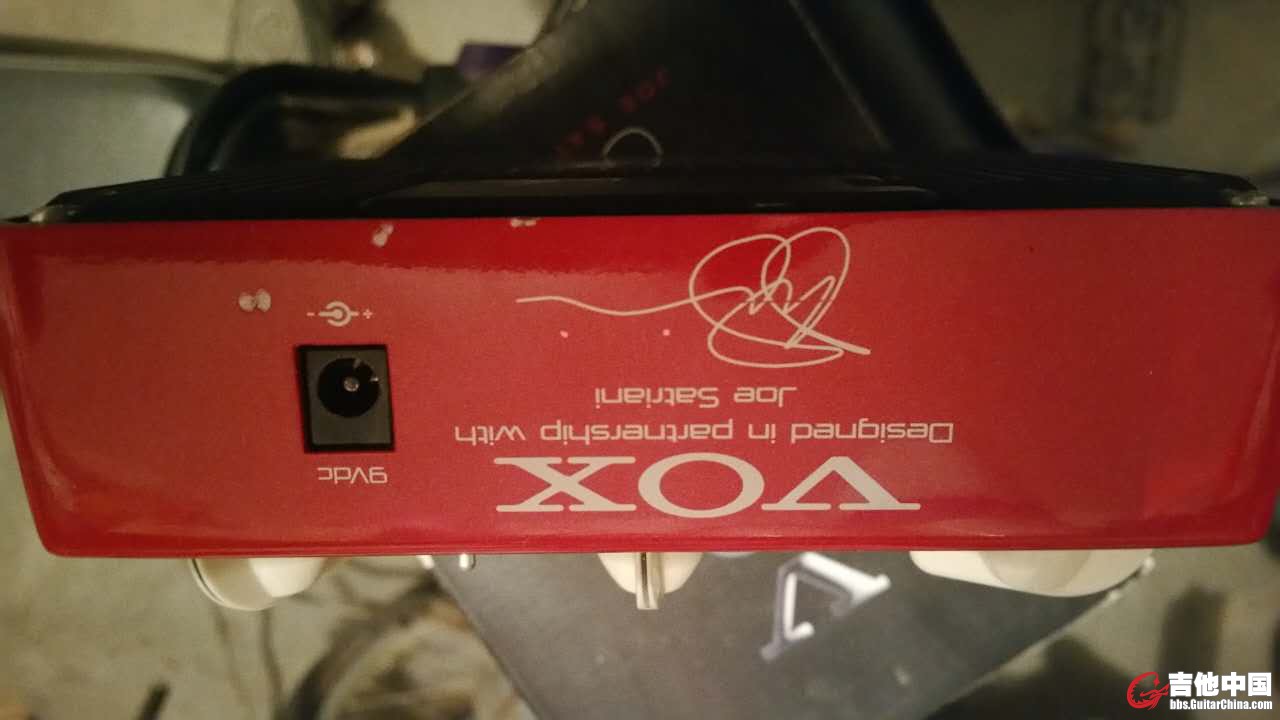 VOX
Designed in partnership with
Joe Satriani
9Vdc
- +
吉他中国
bbs.GuitarChina.com